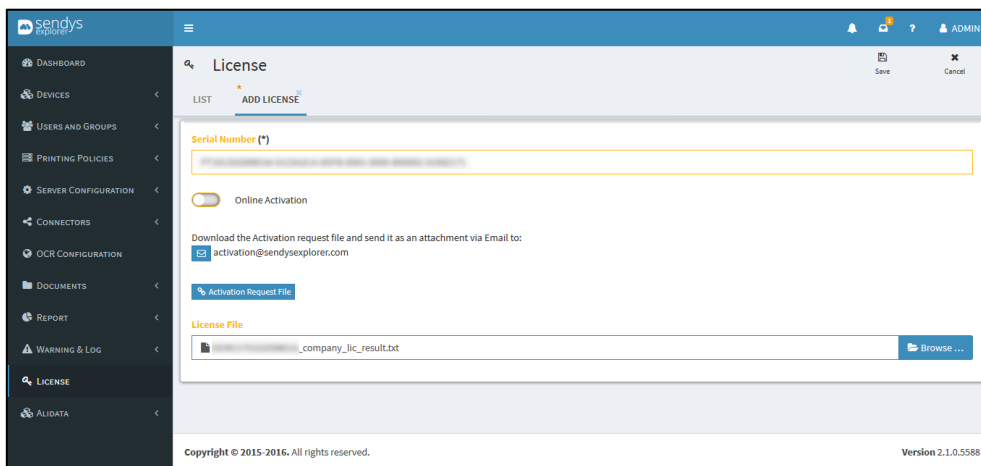 sendys
explorer
1
?
ADMIN
DASHBOARD
DEVICES
USERS AND GROUPS
PRINTING POLICIES
SERVER CONFIGURATION
CONNECTORS
OCR CONFIGURATION
DOCUMENTS
REPORT
WARNING & LOG
LICENSE
ALIDATA
License
Save
Cancel
LIST
* ADD LICENSE ×
Serial Number (*)
Online Activation
Download the Activation request file and send it as an attachment via Email to:
activation@sendysexplorer.com
Activation Request File
License File
_company_lic_result.txt
Browse ...
Copyright © 2015-2016. All rights reserved.
Version 2.1.0.5588